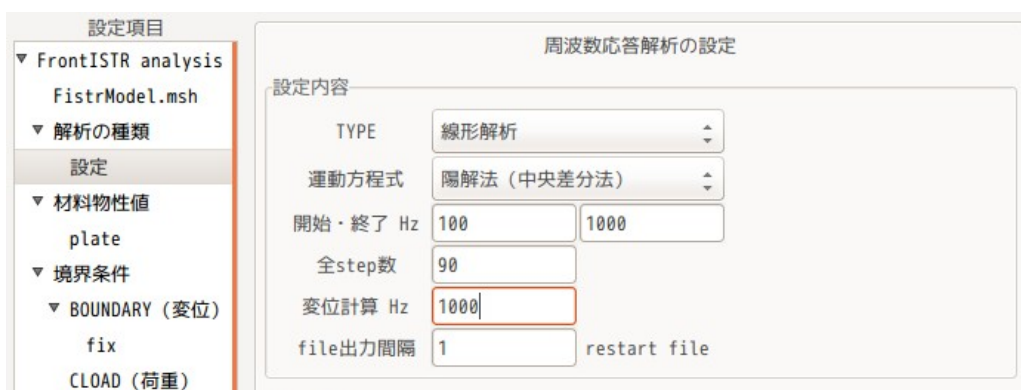 設定項目
FrontISTR analysis
FistrModel.msh
解析の種類
設定
材料物性値
plate
境界条件
BOUNDARY (変位)
fix
CLOAD (荷重)
周波数応答解析の設定
設定内容
TYPE 線形解析
運動方程式 陽解法 (中央差分法)
開始・終了 Hz 100 1000
全step数 90
変位計算 Hz 1000
file出力間隔 1 restart file